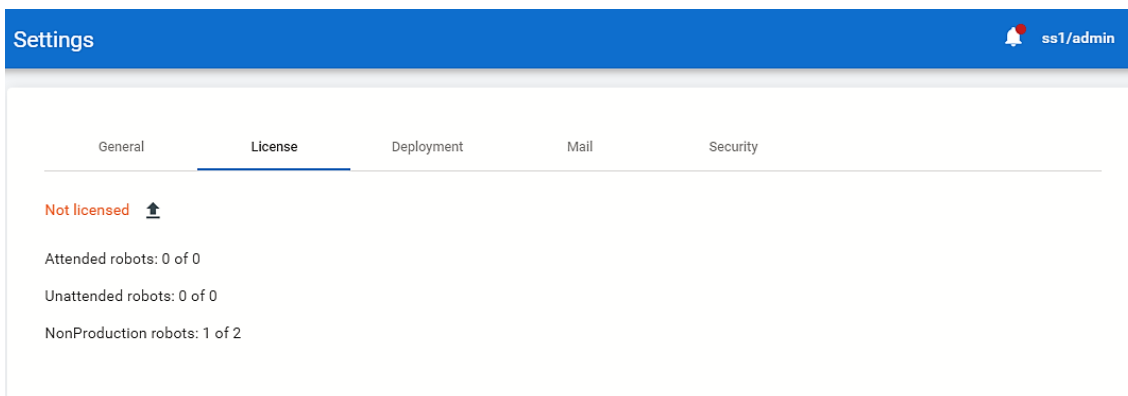 Settings ss1/admin
General License Deployment Mail Security
Not licensed
Attended robots: 0 of 0
Unattended robots: 0 of 0
NonProduction robots: 1 of 2